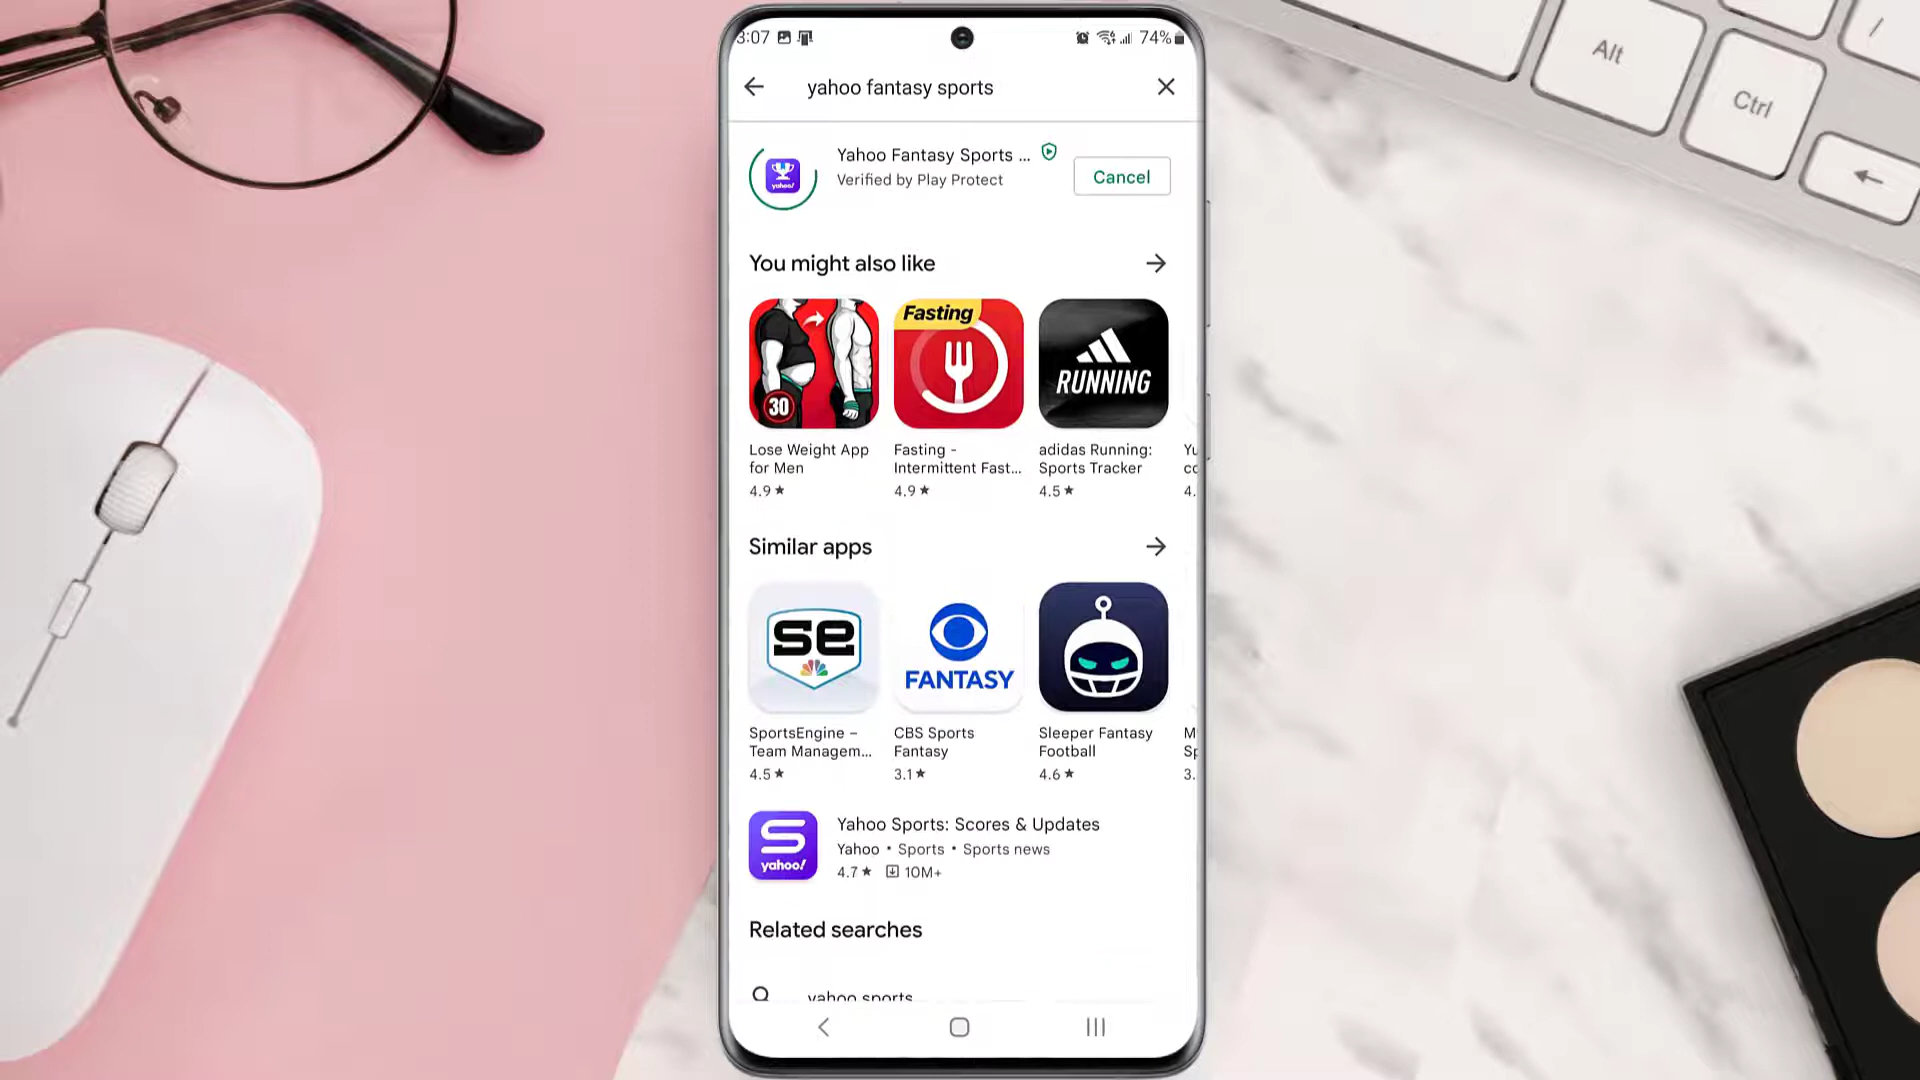 3:07
74%
yahoo fantasy sports
Yahoo Fantasy Sports ...
Verified by Play Protect
yahoo!
Cancel
You might also like
30
Fasting
RUNNING
Lose Weight App
for Men
4.9★
Fasting -
Intermittent Fast...
4.9★
adidas Running:
Sports Tracker
4.5★
4.
Similar apps
se
FANTASY
SportsEngine –
Team Managem...
4.5★
CBS Sports
Fantasy
3.1★
Sleeper Fantasy
Football
4.6★
3.
S
yahoo!
Yahoo Sports: Scores & Updates
Yahoo • Sports • Sports news
4.7★ 10M+
Related searches
yahoo sports
Alt
Ctrl
/